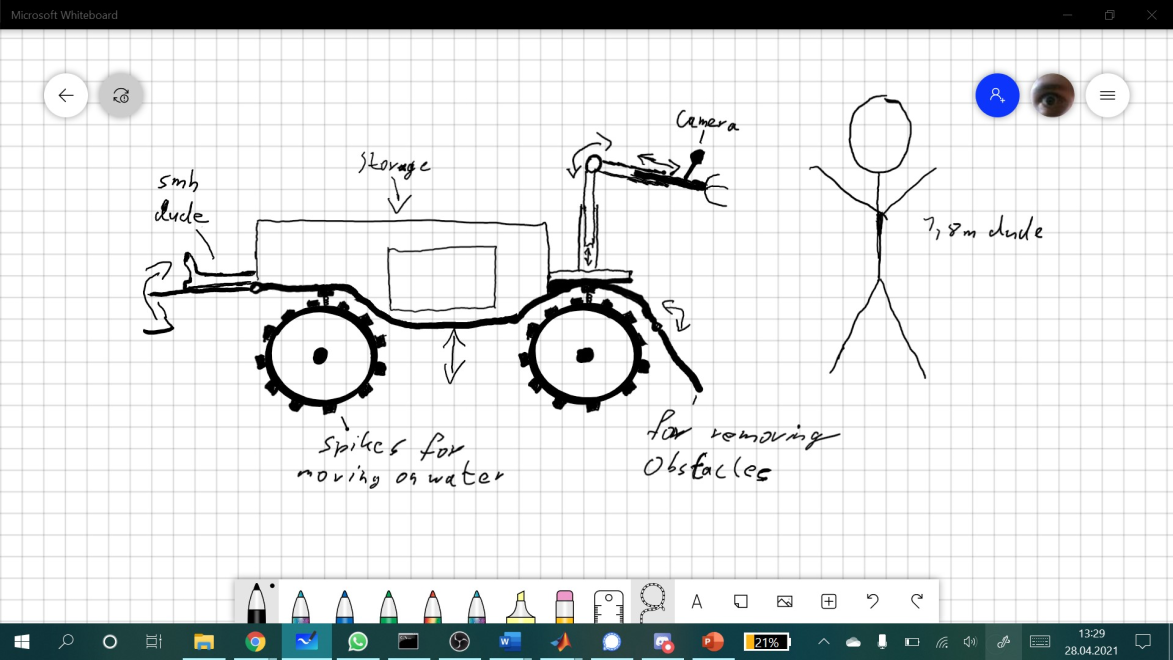 Microsoft Whiteboard
Camera
Storage
smh
dude
1,8m dude
spikes for
moving on water
for removing
obstacles
A
21%
13:29
28.04.2021